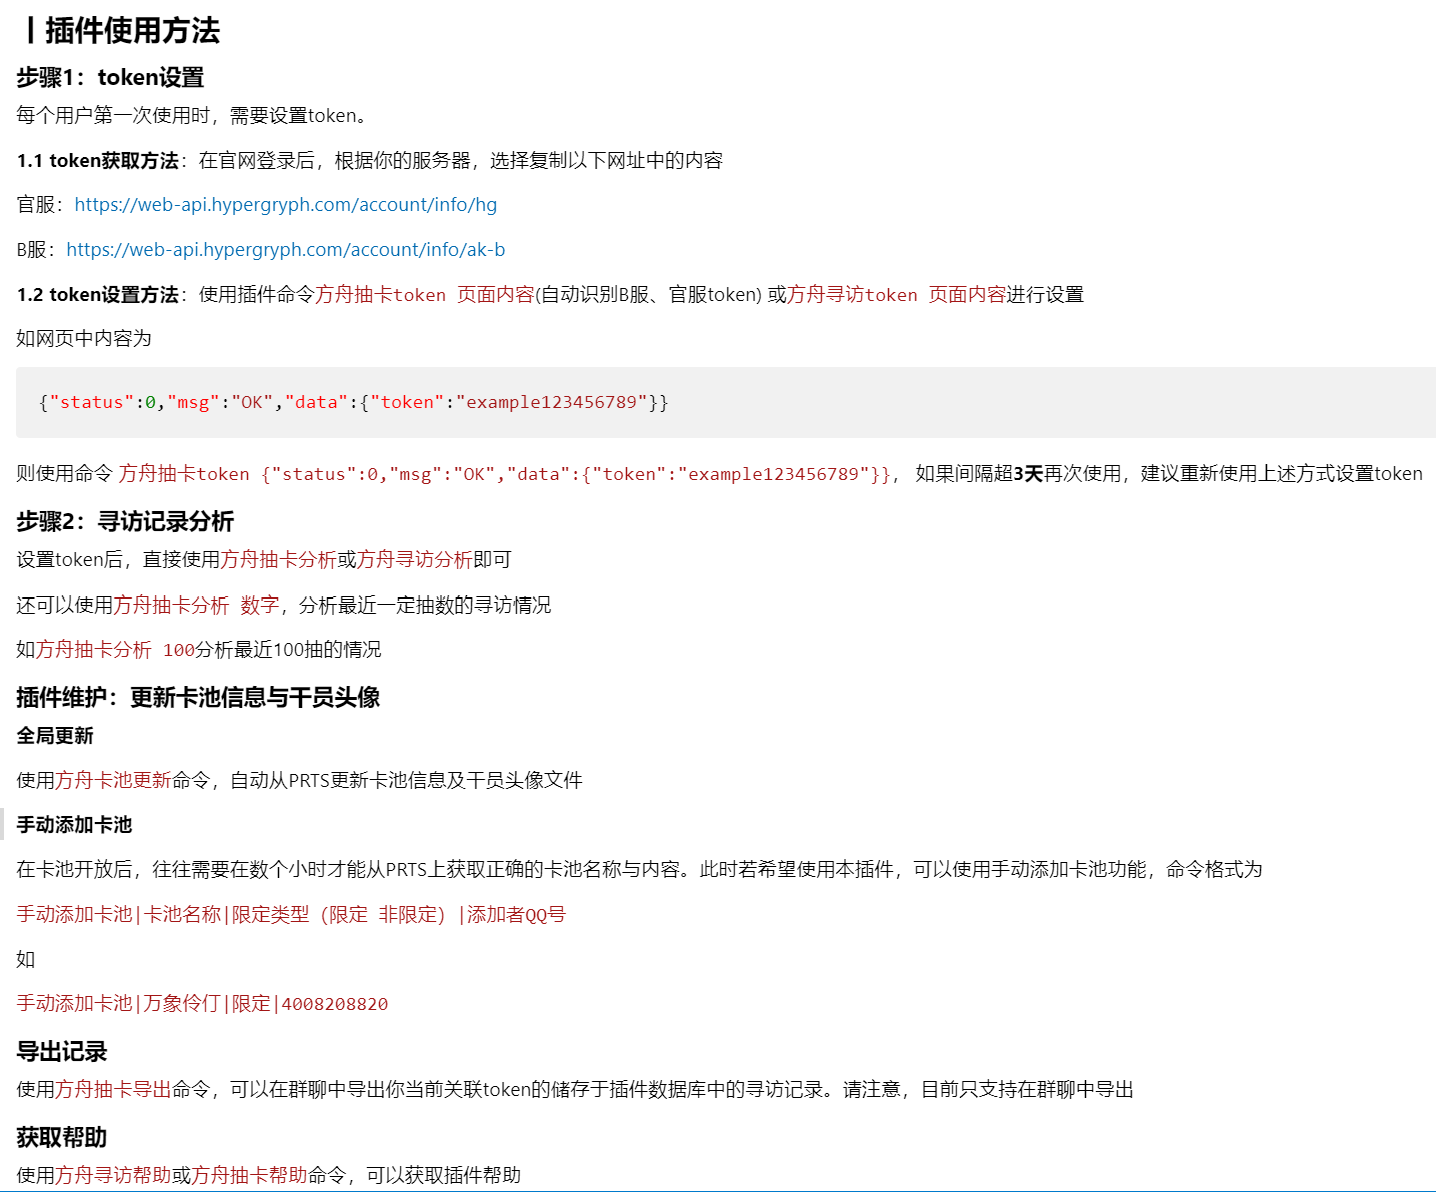 丨插件使用方法
步骤1：token设置
每个用户第一次使用时，需要设置token。
1.1 token获取方法：在官网登录后，根据你的服务器，选择复制以下网址中的内容
官服：https://web-api.hypergryph.com/account/info/hg
B服：https://web-api.hypergryph.com/account/info/ak-b
1.2 token设置方法：使用插件命令方舟抽卡token 页面内容(自动识别B服、官服token) 或方舟寻访token 页面内容进行设置
如网页中内容为
{"status":0,"msg":"OK","data":{"token":"example123456789"}}
则使用命令 方舟抽卡token {"status":0,"msg":"OK","data":{"token":"example123456789"}}， 如果间隔超3天再次使用，建议重新使用上述方式设置token
步骤2：寻访记录分析
设置token后，直接使用方舟抽卡分析或方舟寻访分析即可
还可以使用方舟抽卡分析 数字，分析最近一定抽数的寻访情况
如方舟抽卡分析 100分析最近100抽的情况
插件维护：更新卡池信息与干员头像
全局更新
使用方舟卡池更新命令，自动从PRTS更新卡池信息及干员头像文件
手动添加卡池
在卡池开放后，往往需要在数个小时才能从PRTS上获取正确的卡池名称与内容。此时若希望使用本插件，可以使用手动添加卡池功能，命令格式为
手动添加卡池|卡池名称|限定类型（限定 非限定）|添加者QQ号
如
手动添加卡池|万象伶仃|限定|4008208820
导出记录
使用方舟抽卡导出命令，可以在群聊中导出你当前关联token的储存于插件数据库中的寻访记录。请注意，目前只支持在群聊中导出
获取帮助
使用方舟寻访帮助或方舟抽卡帮助命令，可以获取插件帮助